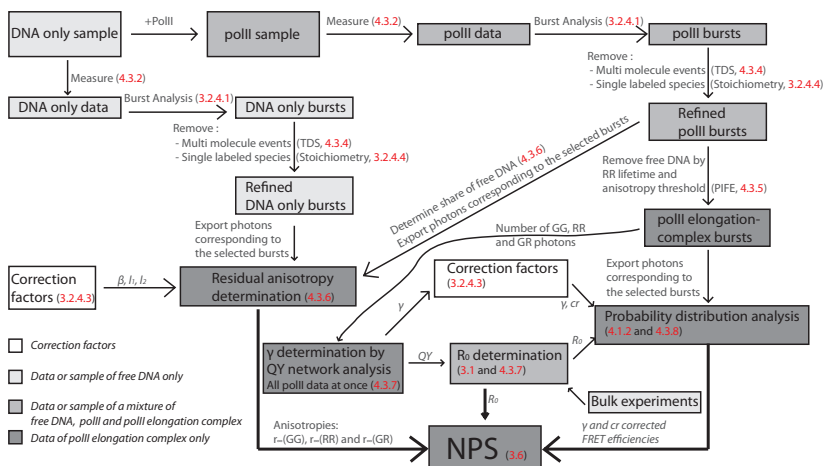 DNA only sample
+PolII
polII sample
Measure (4.3.2)
polII data
Burst Analysis (3.2.4.1)
polII bursts
Measure (4.3.2)
Remove :
- Multi molecule events (TDS, 4.3.4)
- Single labeled species (Stoichiometry, 3.2.4.4)
DNA only data
Burst Analysis (3.2.4.1)
DNA only bursts
Refined
polII bursts
Remove :
- Multi molecule events (TDS, 4.3.4)
- Single labeled species (Stoichiometry, 3.2.4.4)
Determine share of free DNA (4.3.6)
Export photons corresponding to the selected bursts
Remove free DNA by
RR lifetime and
anisotropy threshold (PIFE, 4.3.5)
Refined
DNA only bursts
polII elongation-
complex bursts
Export photons
corresponding to
the selected bursts
Number of GG, RR
and GR photons
Export photons
corresponding to
the selected bursts
Correction
factors (3.2.4.3)
β, l₁, l₂
Residual anisotropy
determination (4.3.6)
Correction factors
(3.2.4.3)
γ
γ, cr
Probability distribution analysis
(4.1.2 and 4.3.8)
γ determination by
QY network analysis
All polII data at once (4.3.7)
QY
R₀ determination
(3.1 and 4.3.7)
R₀
Correction factors
Data or sample of free DNA only
Data or sample of a mixture of
free DNA, polII and polII elongation complex
Data of polII elongation complex only
R₀
Bulk experiments
Anisotropies:
r∞(GG), r∞(RR) and r∞(GR)
NPS (3.6)
γ and cr corrected
FRET efficiencies